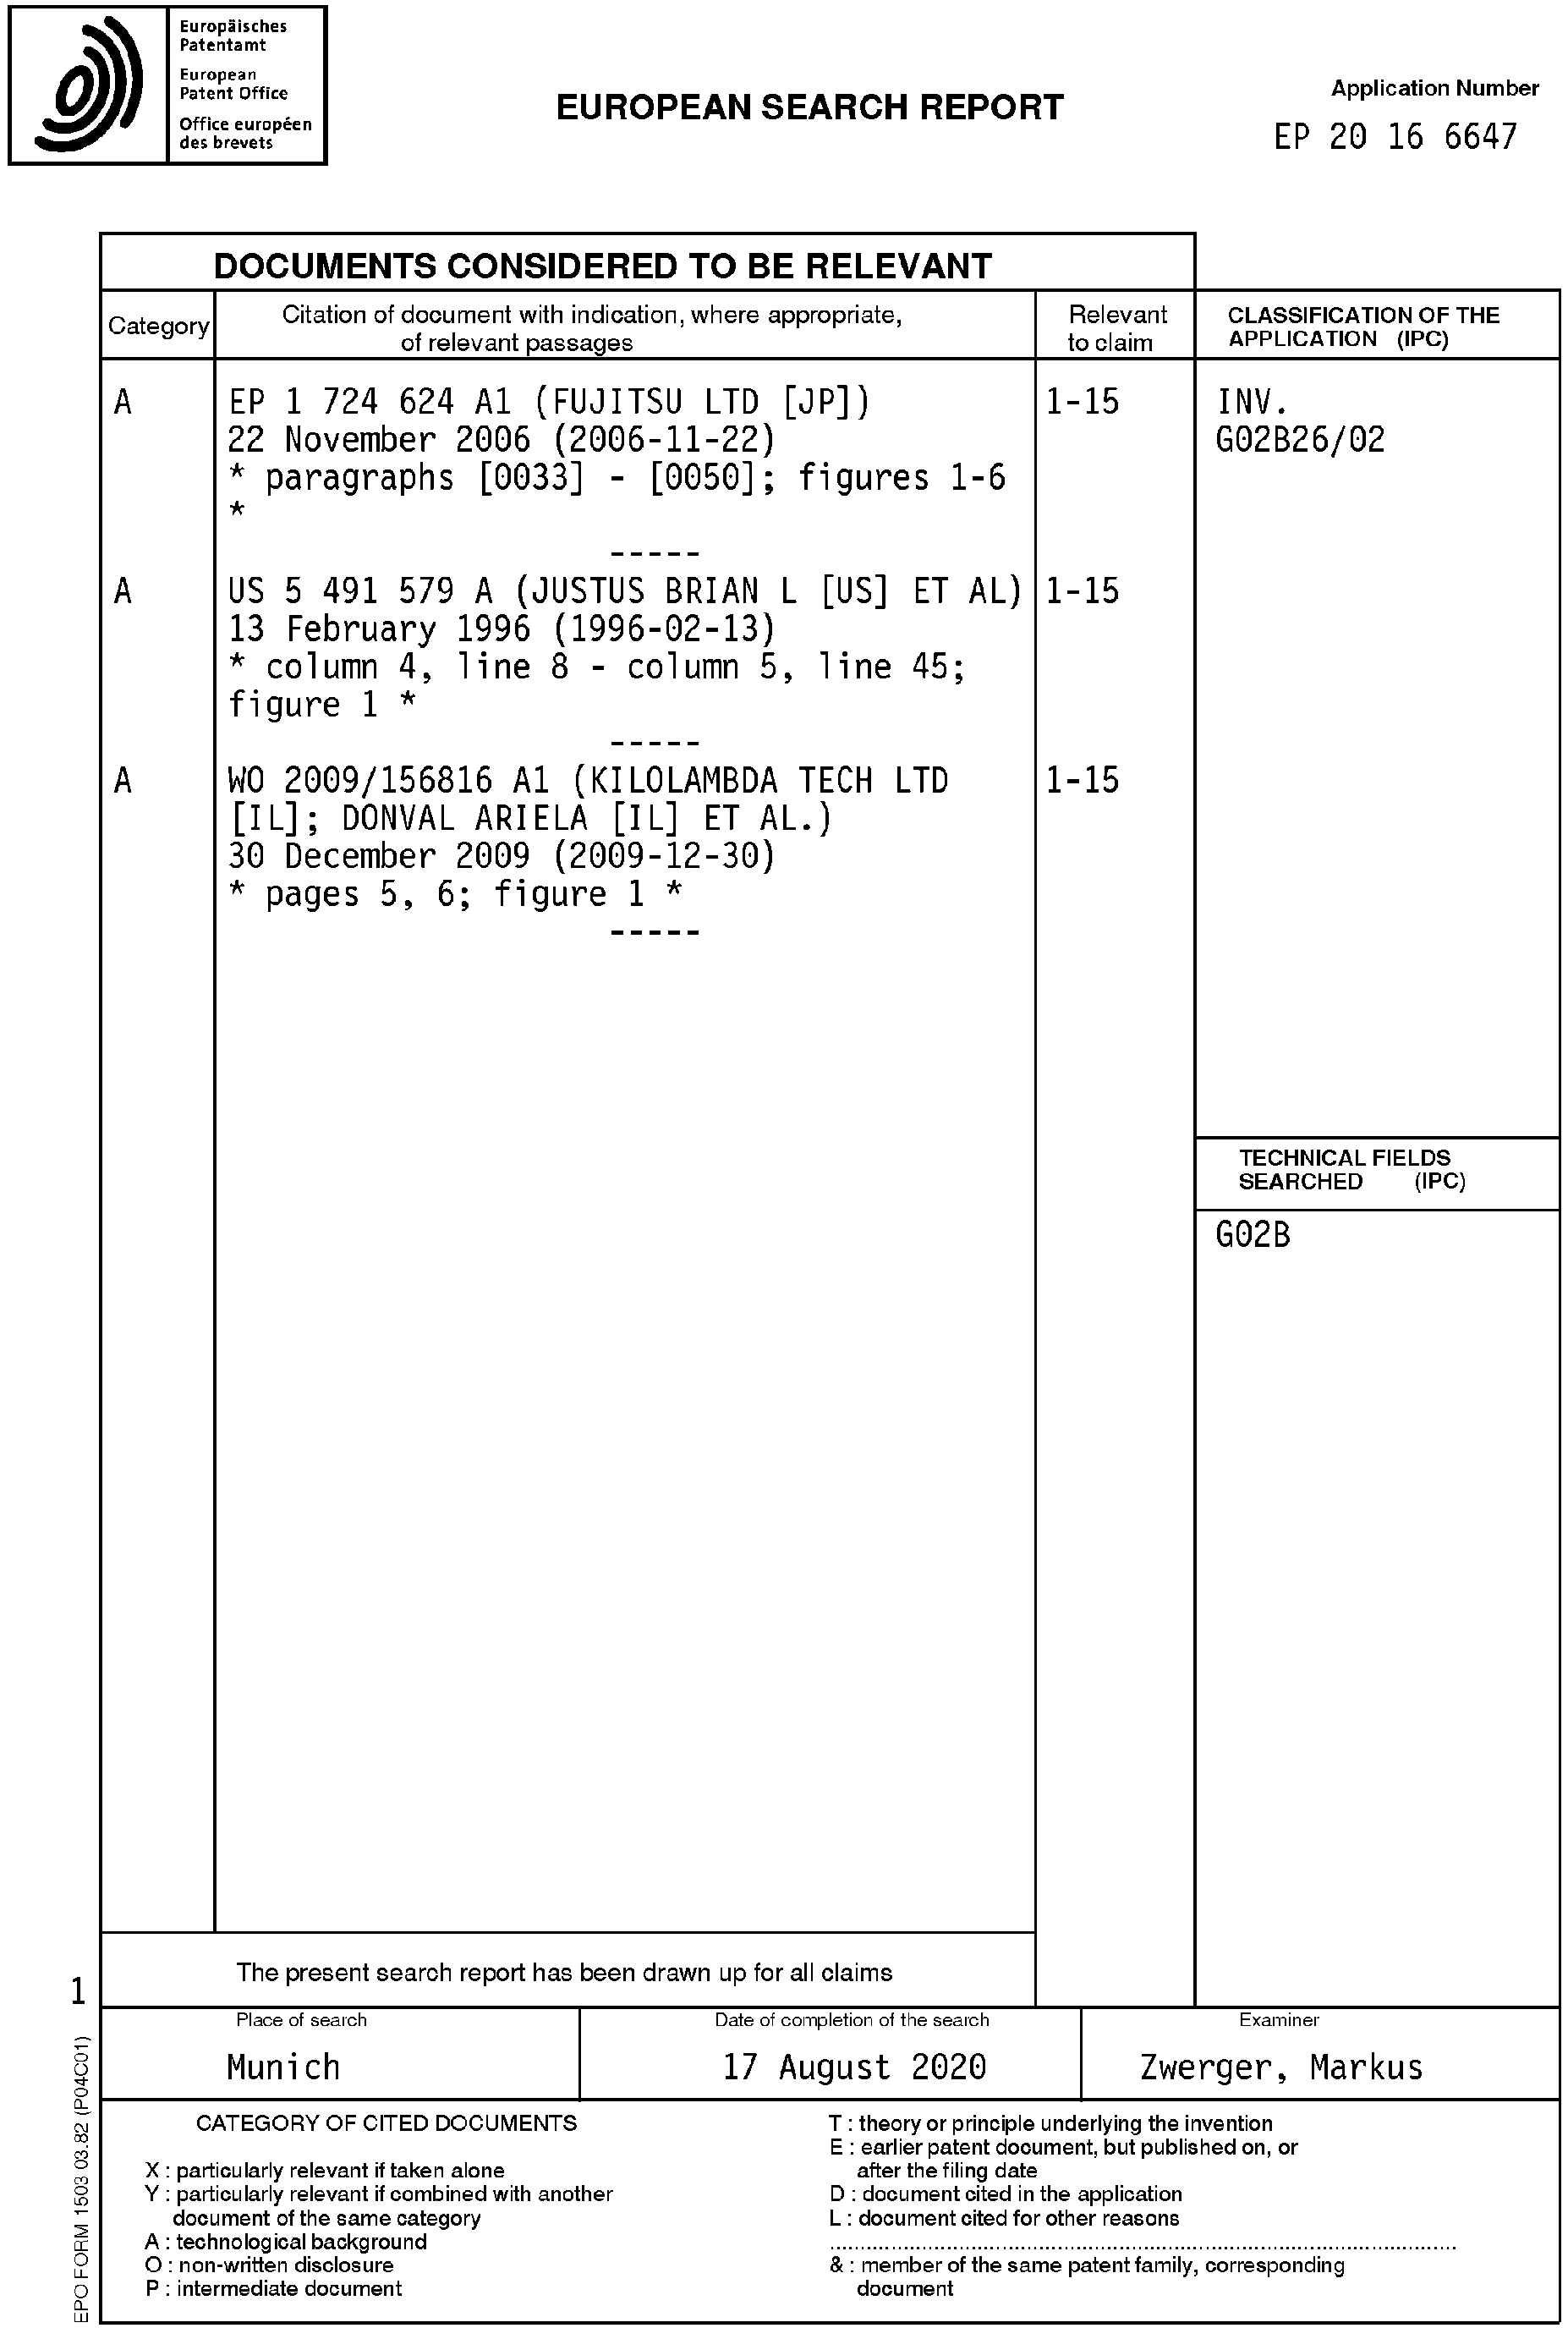 Europäisches
Patentamt
European
Patent Office
Office européen
des brevets
EUROPEAN SEARCH REPORT
Application Number
EP 20 16 6647
DOCUMENTS CONSIDERED TO BE RELEVANT
Category
Citation of document with indication, where appropriate,
of relevant passages
Relevant
to claim
CLASSIFICATION OF THE
APPLICATION (IPC)
A
EP 1 724 624 A1 (FUJITSU LTD [JP])
22 November 2006 (2006-11-22)
* paragraphs [0033] - [0050]; figures 1-6
*
1-15
INV.
G02B26/02
-----
A
US 5 491 579 A (JUSTUS BRIAN L [US] ET AL)
13 February 1996 (1996-02-13)
* column 4, line 8 - column 5, line 45;
figure 1 *
1-15
-----
A
WO 2009/156816 A1 (KILOLAMBDA TECH LTD
[IL]; DONVAL ARIELA [IL] ET AL.)
30 December 2009 (2009-12-30)
* pages 5, 6; figure 1 *
1-15
-----
TECHNICAL FIELDS
SEARCHED (IPC)
G02B
The present search report has been drawn up for all claims
1
Place of search
Munich
Date of completion of the search
17 August 2020
Examiner
Zwerger, Markus
CATEGORY OF CITED DOCUMENTS
X : particularly relevant if taken alone
Y : particularly relevant if combined with another
document of the same category
A : technological background
O : non-written disclosure
P : intermediate document
T : theory or principle underlying the invention
E : earlier patent document, but published on, or
after the filing date
D : document cited in the application
L : document cited for other reasons
& : member of the same patent family, corresponding
document
EPO FORM 1503 03.82 (P04C01)